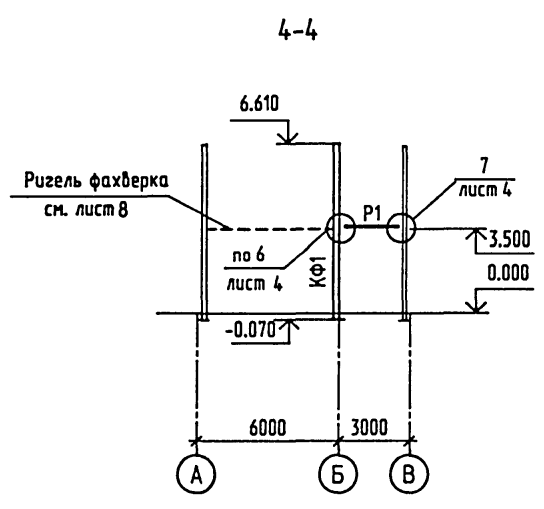 4-4
6.610
Ригель фахверка
см. лист 8
7
лист 4
Р1
по 6
лист 4
КФ1
3.500
0.000
-0.070
6000
3000
А
Б
В